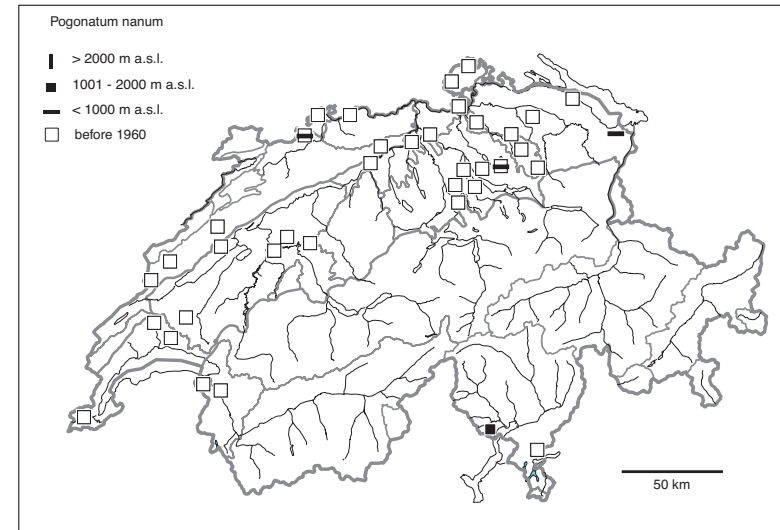 Pogonatum nanum
> 2000 m a.s.l.
1001 - 2000 m a.s.l.
< 1000 m a.s.l.
before 1960
50 km